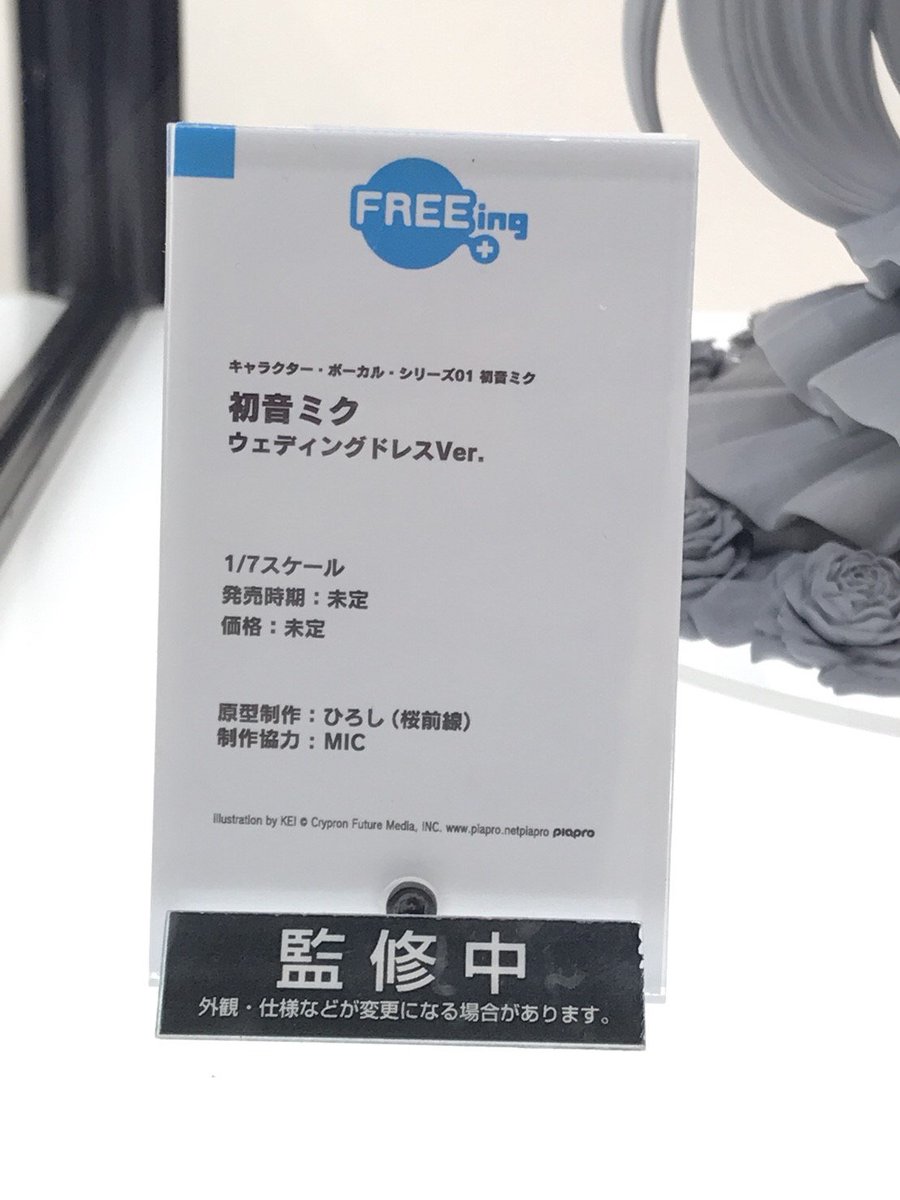 FREEing
キャラクター・ボーカル・シリーズ01 初音ミク
初音ミク
ウェディングドレスVer.
1/7スケール
発売時期：未定
価格：未定
原型制作：ひろし（桜前線）
制作協力：MIC
Illustration by KEI © Crypron Future Media, INC. www.piapro.netpiapro piapro
監修中
外観・仕様などが変更になる場合があります。